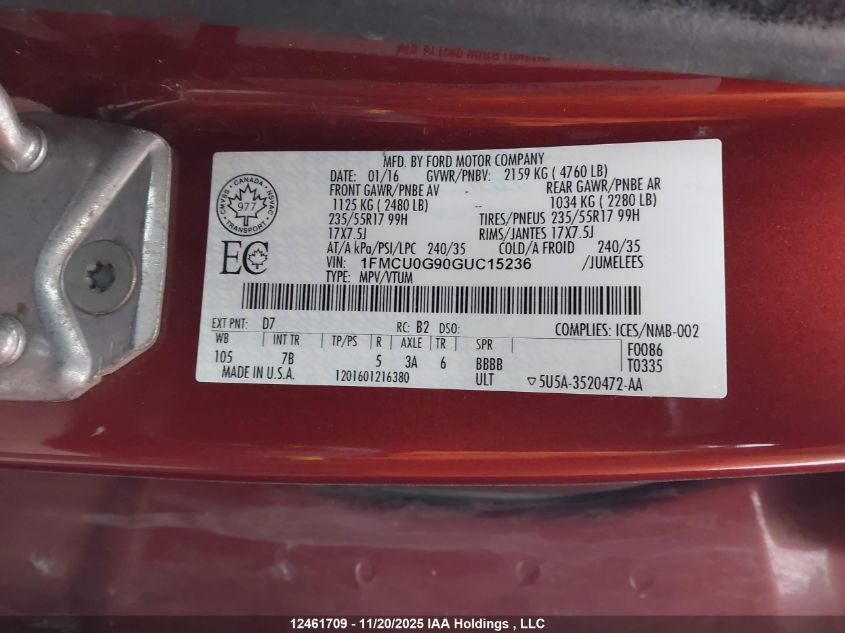 MFD. BY FORD MOTOR COMPANY
DATE: 01/16 GVWR/PNBV: 2159 KG ( 4760 LB)
FRONT GAWR/PNBE AV - REAR GAWR/PNBE AR
1125 KG ( 2480 LB) - 1034 KG ( 2280 LB)
235/55R17 99H TIRES/PNEUS 235/55R17 99H
17X7.5J RIMS/JANTES 17X7.5J
AT/A kPa/PSI/LPC 240/35 COLD/A FROID 240/35
VIN: 1FMCU0G90GUC15236 /JUMELEES
TYPE: MPV/VTUM
CANADA
CMVSS NSVAC
977
TRANSPORT
EC
EXT PNT: D7 RC: B2 DSO: COMPLIES: ICES/NMB-002
WB INT TR TP/PS R AXLE TR SPR F0086
105 7B 5 3A 6 BBBB T0335
MADE IN U.S.A. 1201601216380 ULT ▽5U5A-3520472-AA
12461709 - 11/20/2025 IAA Holdings , LLC